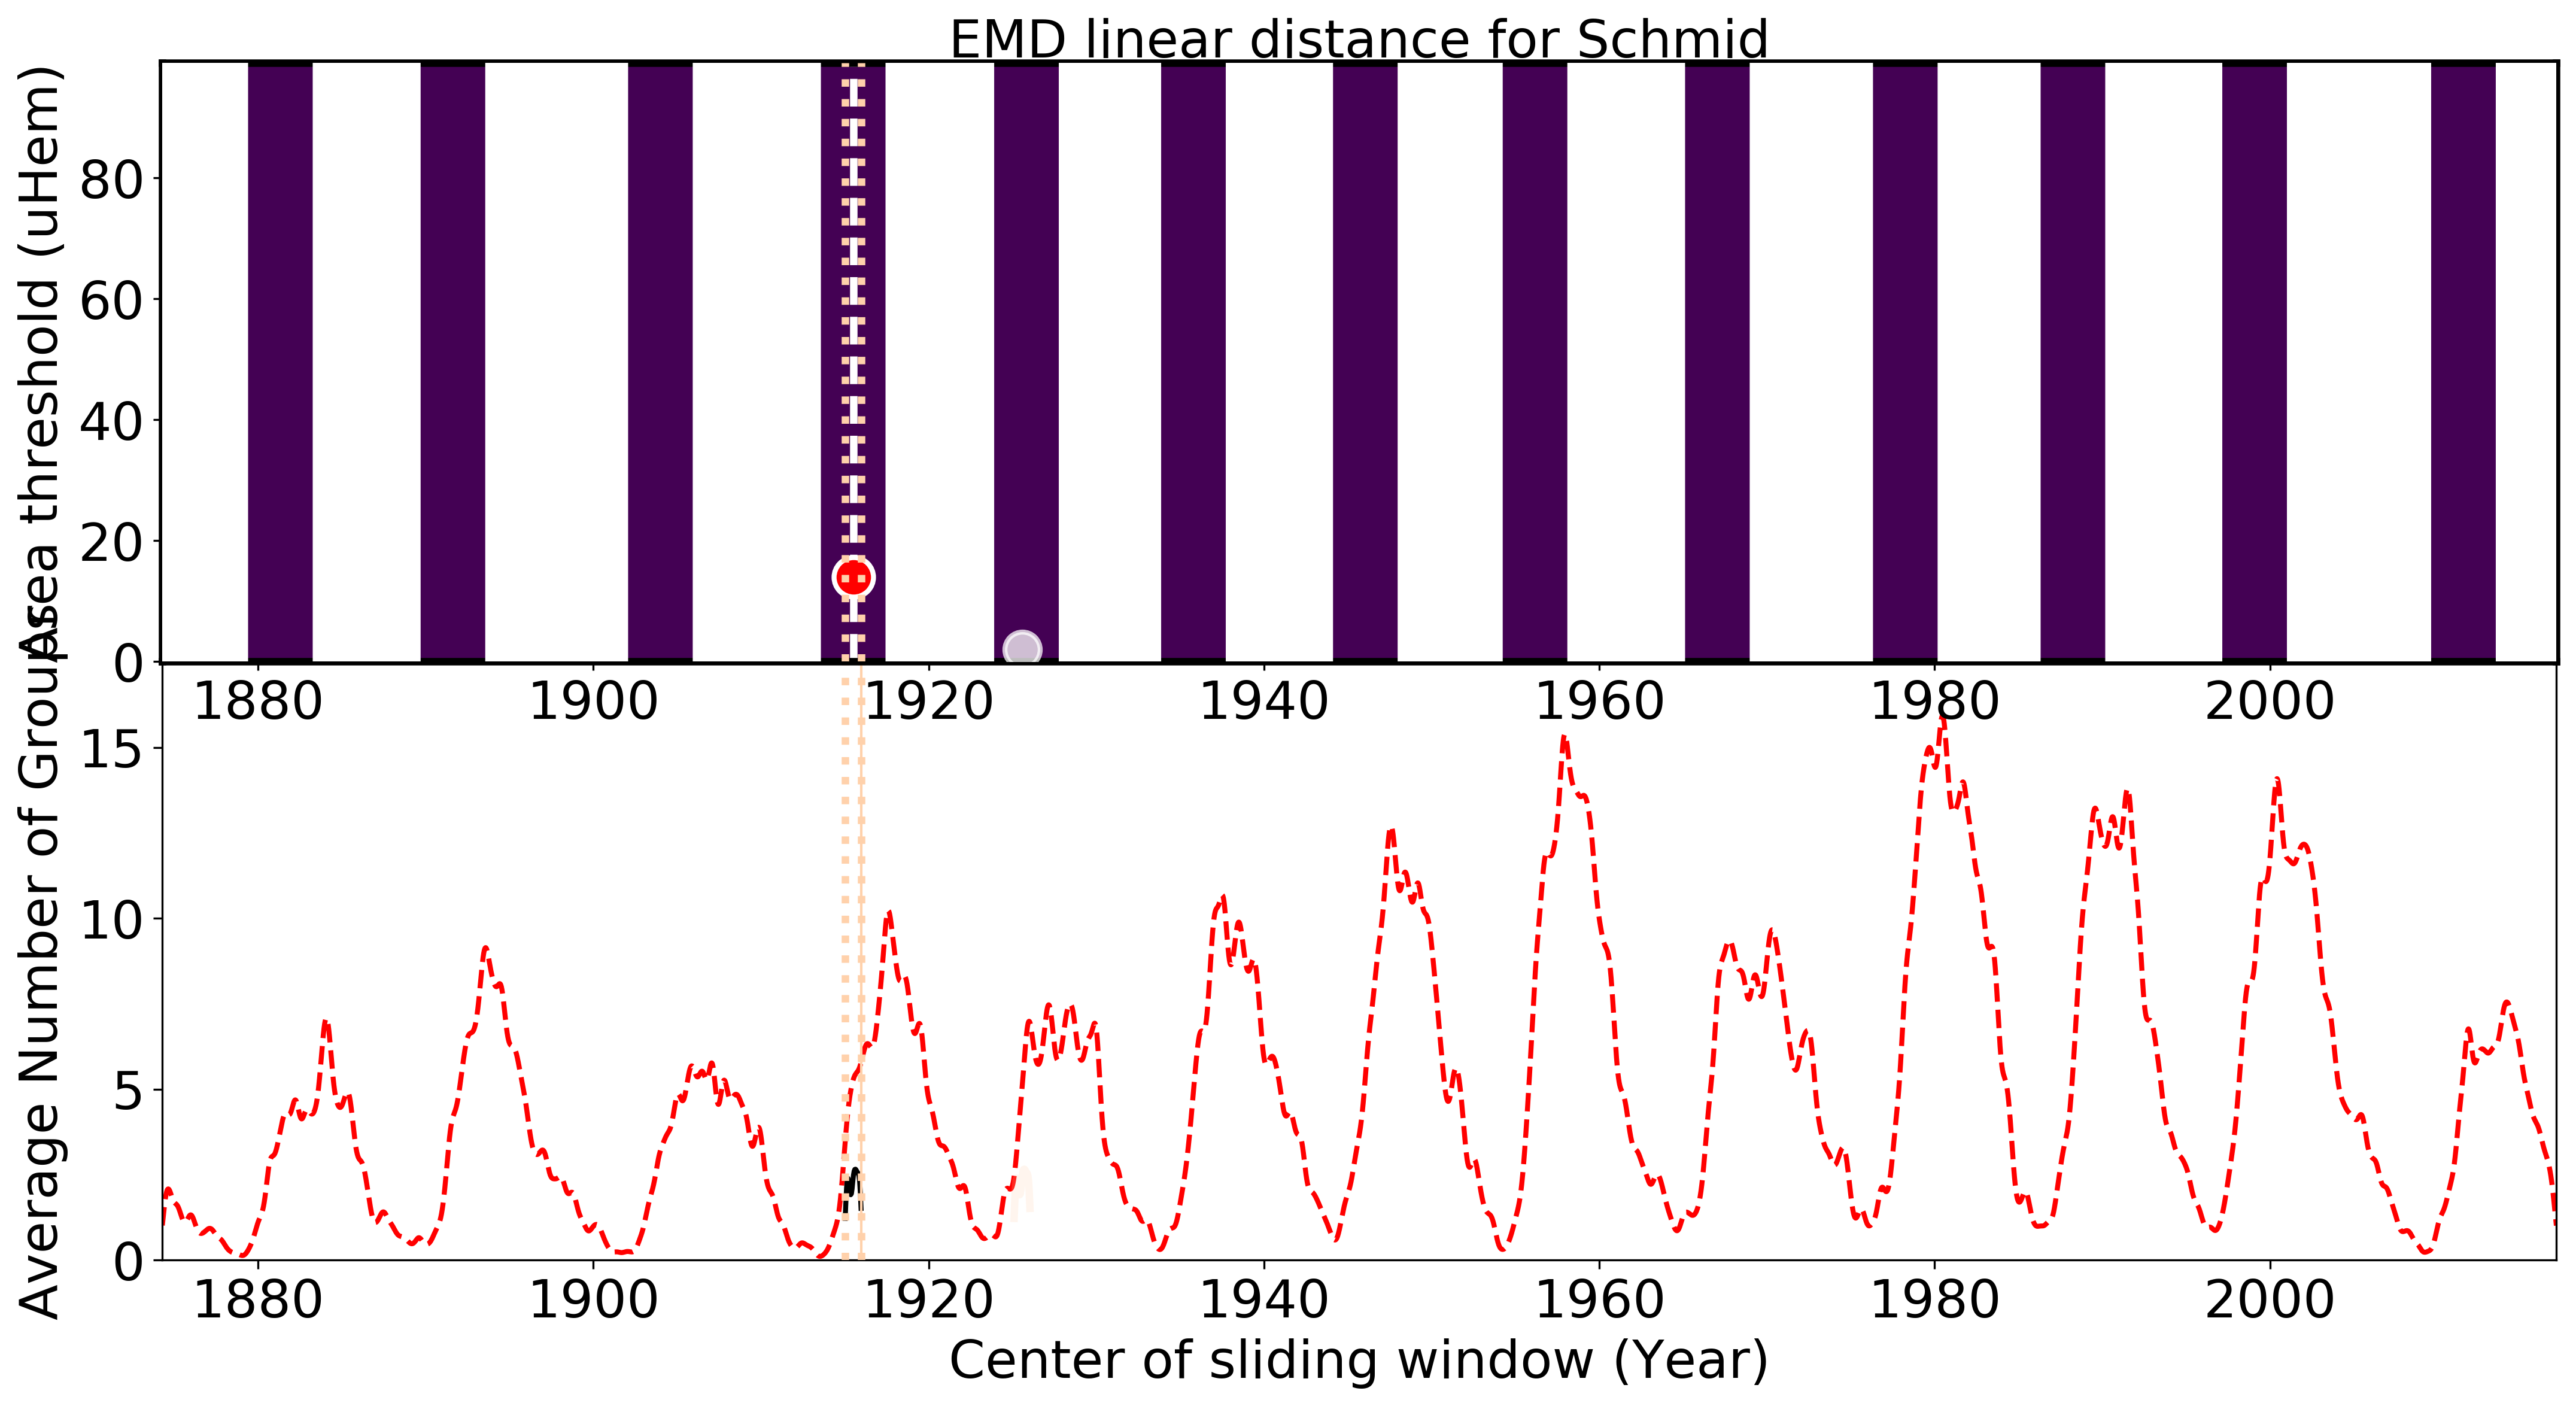 EMD linear distance for Schmid
Area threshold (uHem)
80
60
40
20
0
1880 1900 1920 1940 1960 1980 2000
Average Number of Groups
15
10
5
0
1880 1900 1920 1940 1960 1980 2000
Center of sliding window (Year)